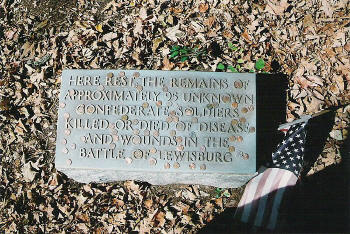 HERE REST THE REMAINS OF
APPROXIMATELY 95 UNKNOWN
CONFEDERATE SOLDIERS
KILLED OR DIED OF DISEASE
AND WOUNDS IN THE
BATTLE OF LEWISBURG